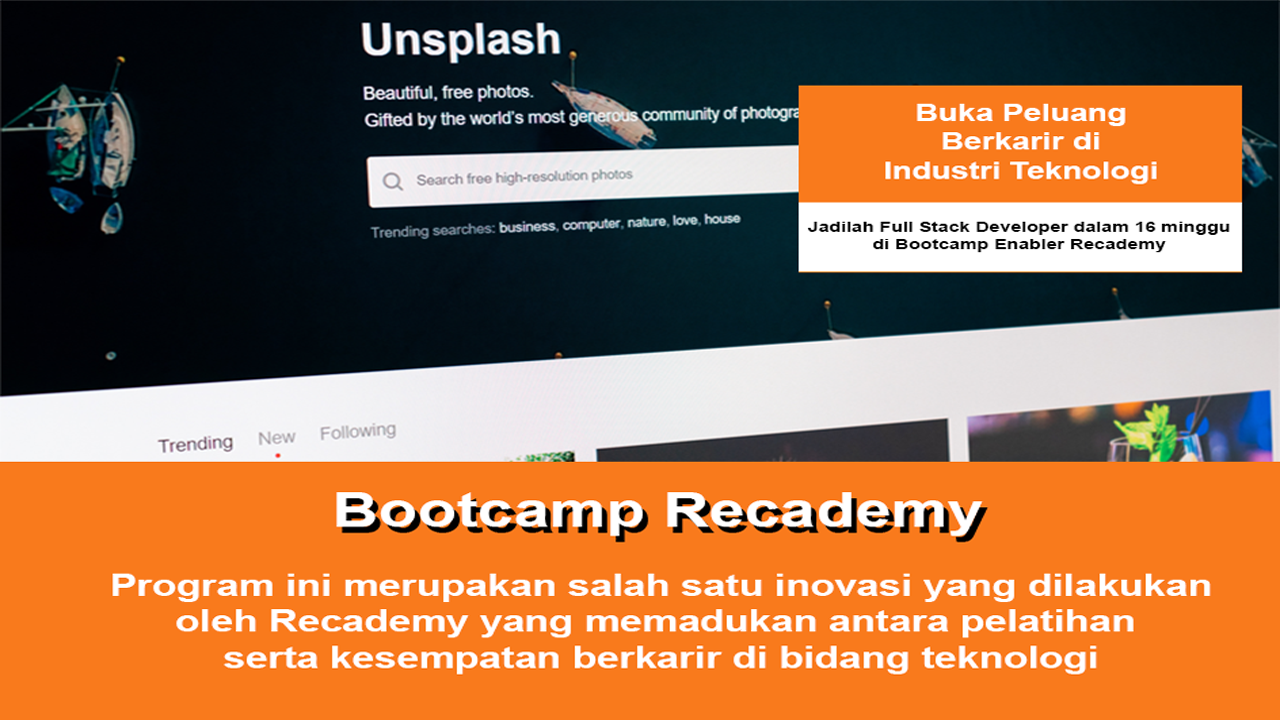 Unsplash
Beautiful, free photos.
Gifted by the world's most generous community of photogra
Search free high-resolution photos
Trending searches: business, computer, nature, love, house
Buka Peluang
Berkarir di
Industri Teknologi
Jadilah Full Stack Developer dalam 16 minggu
di Bootcamp Enabler Recademy
Trending New Following
Bootcamp Recademy
Program ini merupakan salah satu inovasi yang dilakukan
oleh Recademy yang memadukan antara pelatihan
serta kesempatan berkarir di bidang teknologi